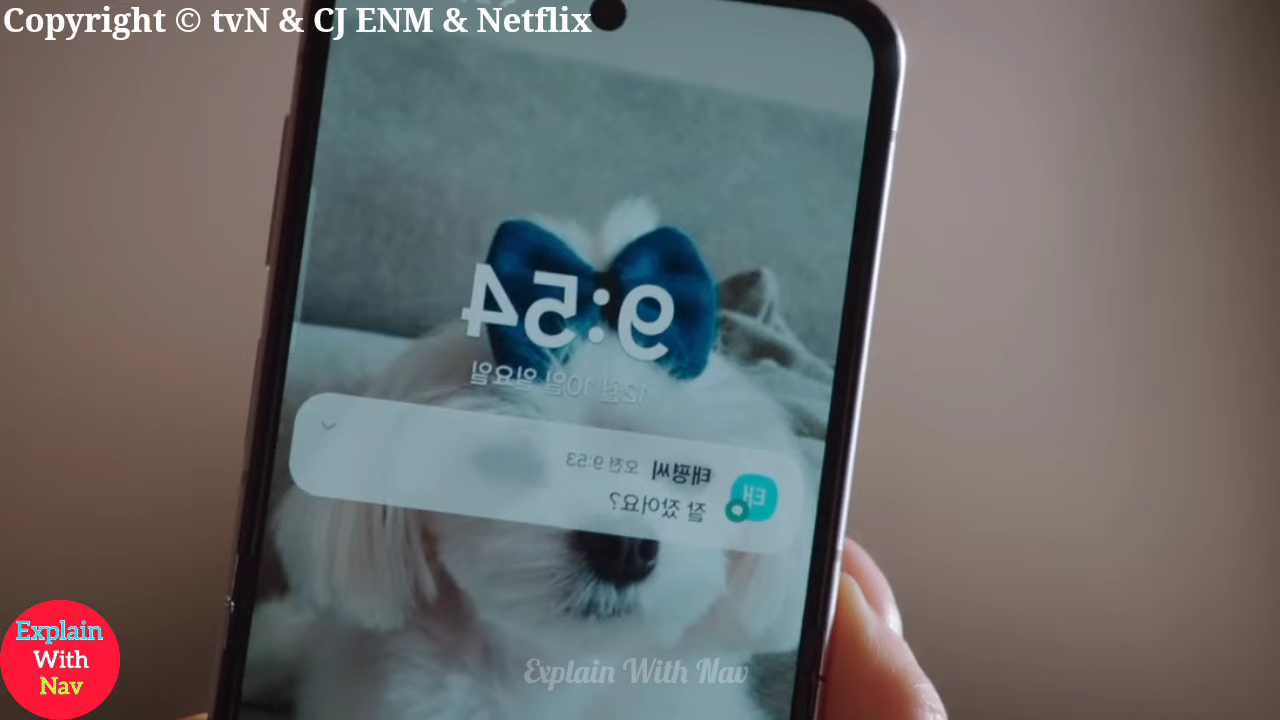 Copyright © tvN & CJ ENM & Netflix
9:54
12월 10일 일요일
태평씨 오전 9:53
태
잘 잤어요?
Explain
With
Nav
Explain With Nav